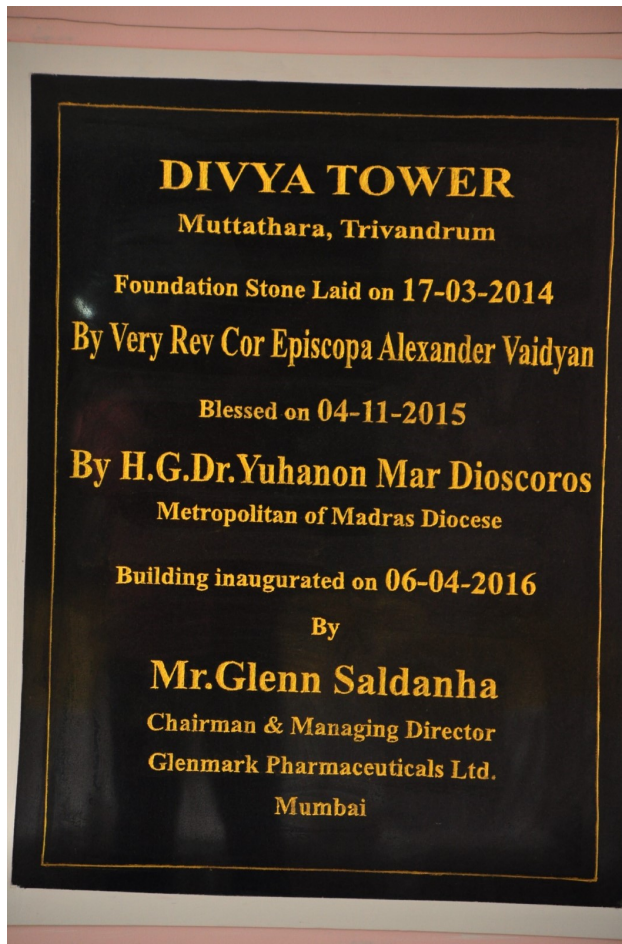 DIVYA TOWER
Muttathara, Trivandrum
Foundation Stone Laid on 17-03-2014
By Very Rev Cor Episcopa Alexander Vaidyan
Blessed on 04-11-2015
By H.G.Dr.Yuhanon Mar Dioscoros
Metropolitan of Madras Diocese
Building inaugurated on 06-04-2016
By
Mr.Glenn Saldanha
Chairman & Managing Director
Glenmark Pharmaceuticals Ltd.
Mumbai